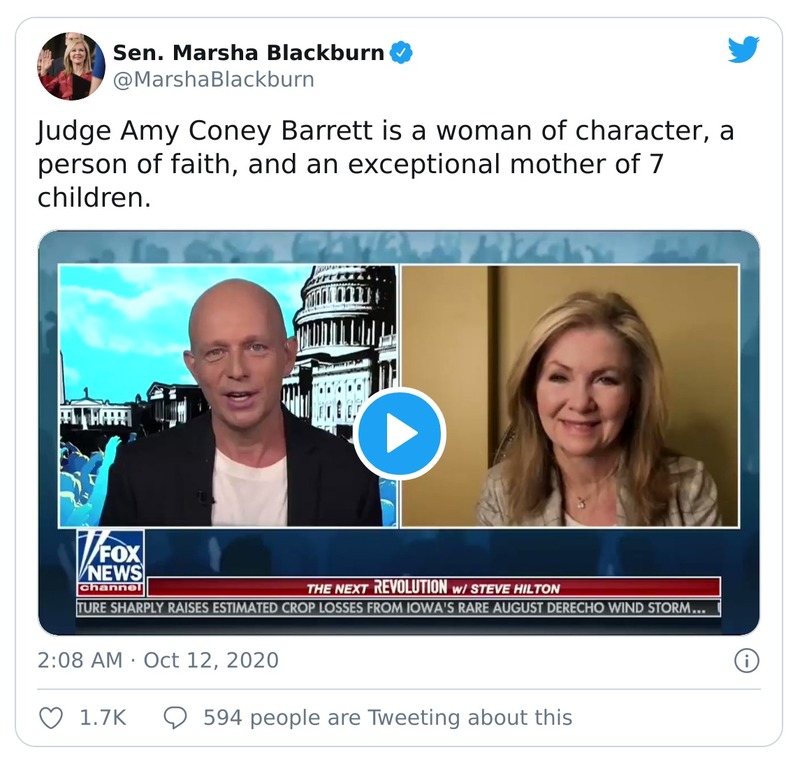 Sen. Marsha Blackburn
@MarshaBlackburn
Judge Amy Coney Barrett is a woman of character, a
person of faith, and an exceptional mother of 7
children.
FOX
NEWS
channel
THE NEXT REVOLUTION w/ STEVE HILTON
TURE SHARPLY RAISES ESTIMATED CROP LOSSES FROM IOWA'S RARE AUGUST DERECHO WIND STORM...
2:08 AM · Oct 12, 2020
1.7K
594 people are Tweeting about this